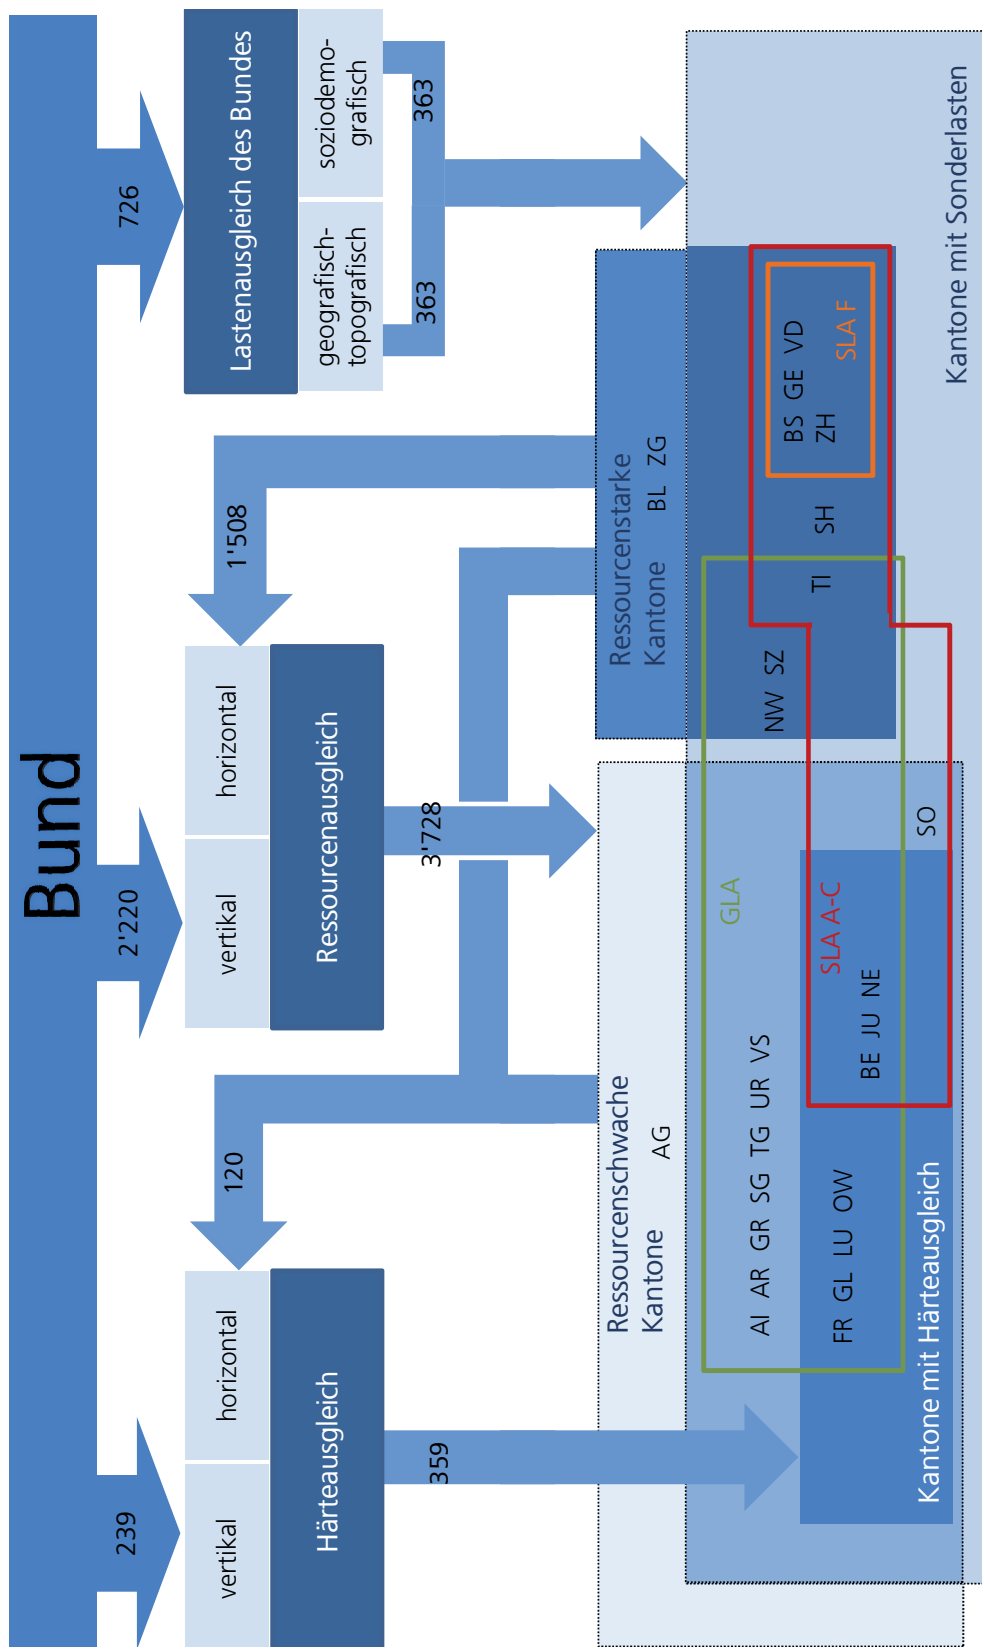 Bund
239
2'220
726
vertikal
horizontal
Härteausgleich
120
vertikal
horizontal
Ressourcenausgleich
1'508
Lastenausgleich des Bundes
geografisch-
topografisch
soziodemo-
grafisch
363
363
359
3'728
Ressourcenschwache
Kantone
AG
Ressourcenstarke
Kantone
BL ZG
GLA
AI AR GR SG TG UR VS
NW SZ
SLA A-C
FR GL LU OW
BE JU NE
TI
SH
BS GE VD
ZH
SLA F
SO
Kantone mit Härteausgleich
Kantone mit Sonderlasten